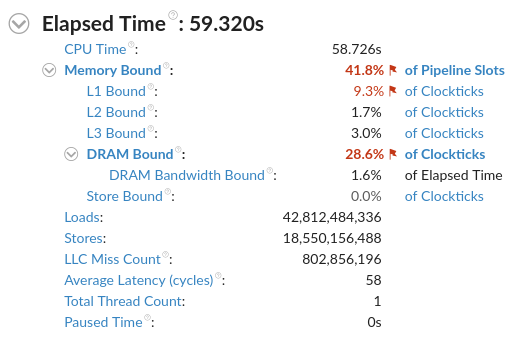 Elapsed Time: 59.320s
CPU Time: 58.726s
Memory Bound: 41.8% of Pipeline Slots
L1 Bound: 9.3% of Clockticks
L2 Bound: 1.7% of Clockticks
L3 Bound: 3.0% of Clockticks
DRAM Bound: 28.6% of Clockticks
DRAM Bandwidth Bound: 1.6% of Elapsed Time
Store Bound: 0.0% of Clockticks
Loads: 42,812,484,336
Stores: 18,550,156,488
LLC Miss Count: 802,856,196
Average Latency (cycles): 58
Total Thread Count: 1
Paused Time: 0s